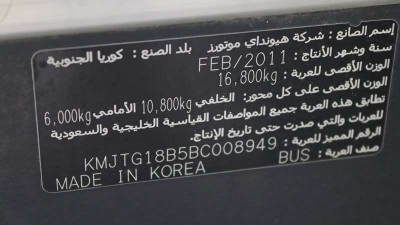 إسم الصانع : شركة هيونداي موتورز   بلد الصنع : كوريا الجنوبية
سنة وشهر الأنتاج : FEB/2011
الوزن الأقصى للعربة : 16,800kg
الوزن الأقصى على كل محور: الخلفي 10,800kg الأمامي 6,000kg
تطابق هذه العربة جميع المواصفات القياسية الخليجية والسعودية
للعربات والتي صدرت حتى تاريخ الإنتاج.
الرقم المميز للعربة : KMJTG18B5BC008949
صنف العربة : BUS
MADE IN KOREA